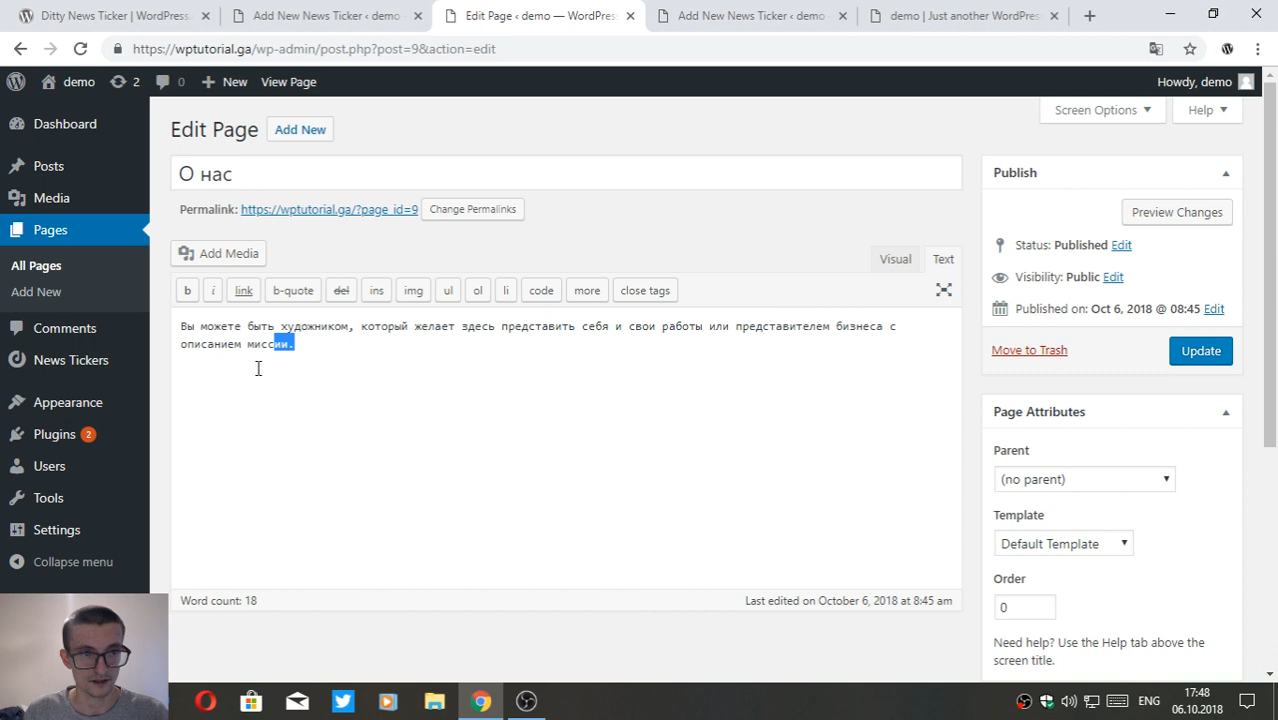 Ditty News Ticker | WordPress.
Add New News Ticker ‹ demo
Edit Page ‹ demo — WordPres
Add New News Ticker ‹ demo
demo | Just another WordPres
https://wptutorial.ga/wp-admin/post.php?post=9&action=edit
demo
2
0
New
View Page
Howdy, demo
Dashboard
Posts
Media
Pages
All Pages
Add New
Comments
News Tickers
Appearance
Plugins 2
Users
Tools
Settings
Collapse menu
Screen Options
Help
Edit Page
Add New
О нас
Permalink: https://wptutorial.ga/?page_id=9
Change Permalinks
Add Media
Visual
Text
b
i
link
b-quote
del
ins
img
ul
ol
li
code
more
close tags
Вы можете быть художником, который желает здесь представить себя и свои работы или представителем бизнеса с
описанием миссии.
Word count: 18
Last edited on October 6, 2018 at 8:45 am
Publish
Preview Changes
Status: Published Edit
Visibility: Public Edit
Published on: Oct 6, 2018 @ 08:45 Edit
Move to Trash
Update
Page Attributes
Parent
(no parent)
Template
Default Template
Order
0
Need help? Use the Help tab above the
screen title.
ENG
17:48
06.10.2018